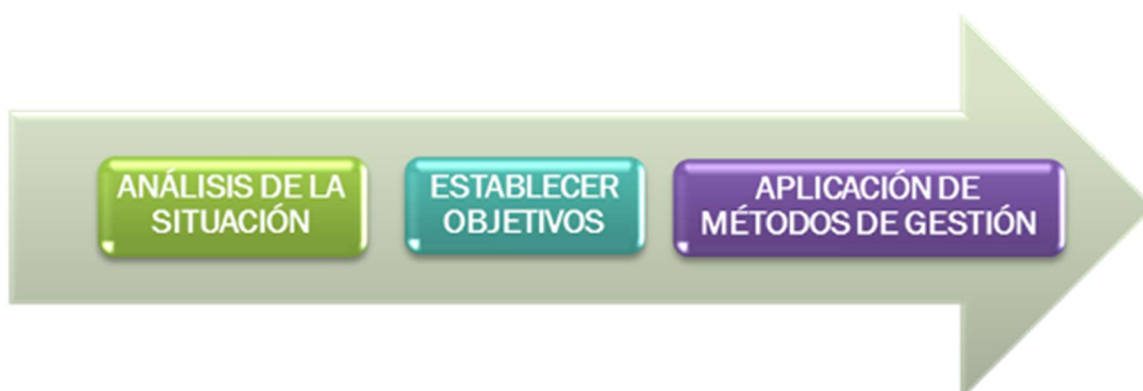 ANÁLISIS DE LA
SITUACIÓN
ESTABLECER
OBJETIVOS
APLICACIÓN DE
MÉTODOS DE GESTIÓN